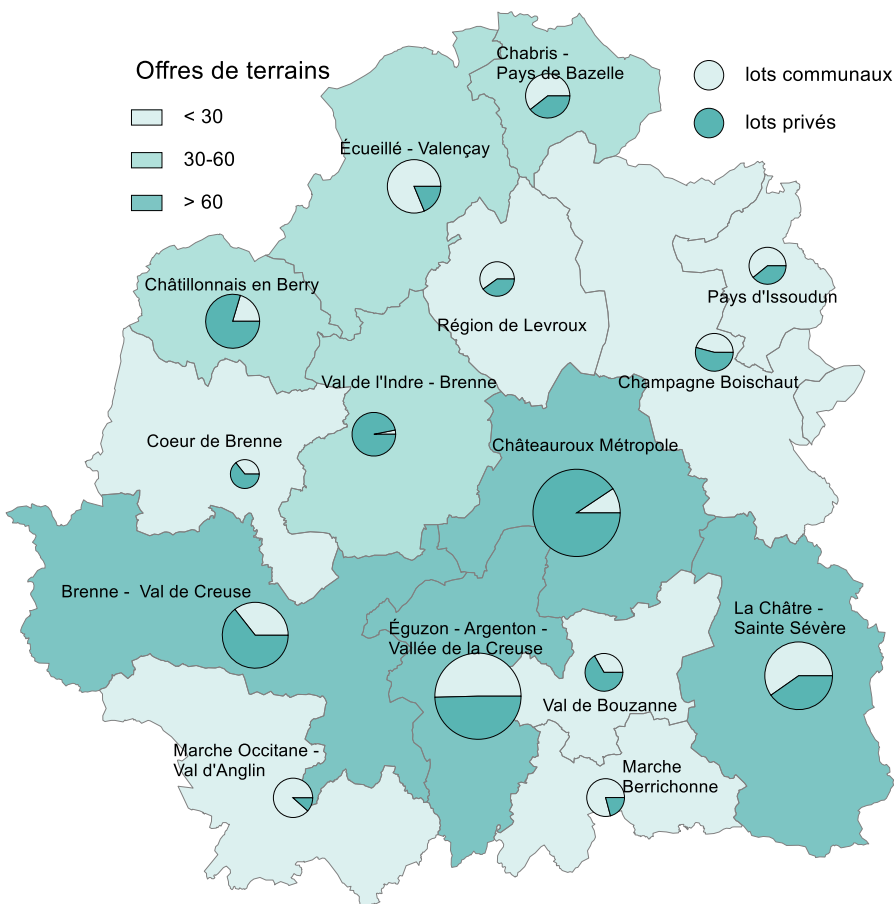 Offres de terrains
< 30
30-60
> 60
lots communaux
lots privés
Chabris -
Pays de Bazelle
Écueillé - Valençay
Châtillonnais en Berry
Région de Levroux
Pays d'Issoudun
Champagne Boischaut
Val de l'Indre - Brenne
Coeur de Brenne
Châteauroux Métropole
Brenne - Val de Creuse
Éguzon - Argenton -
Vallée de la Creuse
La Châtre -
Sainte Sévère
Val de Bouzanne
Marche Occitane -
Val d'Anglin
Marche
Berrichonne